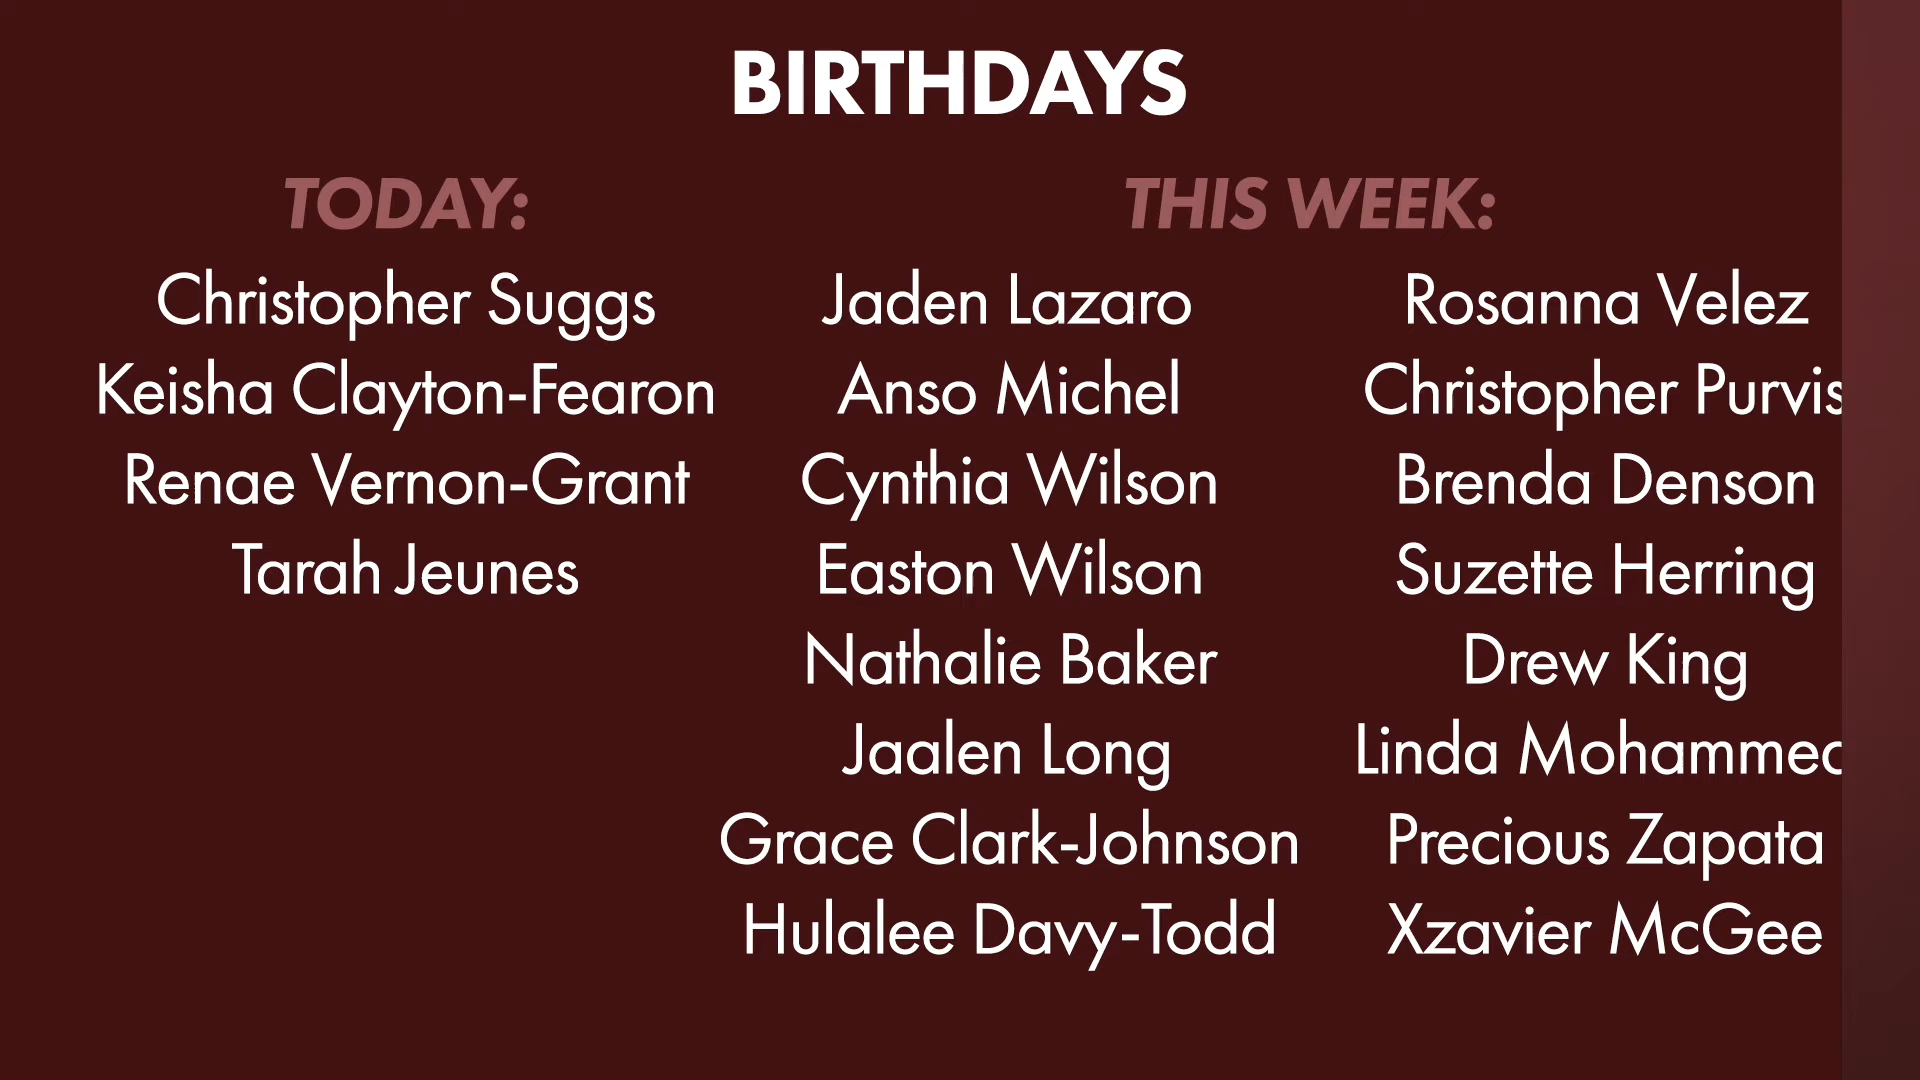 BIRTHDAYS
TODAY:
Christopher Suggs
Keisha Clayton-Fearon
Renae Vernon-Grant
Tarah Jeunes
THIS WEEK:
Jaden Lazaro
Anso Michel
Cynthia Wilson
Easton Wilson
Nathalie Baker
Jaalen Long
Grace Clark-Johnson
Hulalee Davy-Todd
Rosanna Velez
Christopher Purvis
Brenda Denson
Suzette Herring
Drew King
Linda Mohammed
Precious Zapata
Xzavier McGee